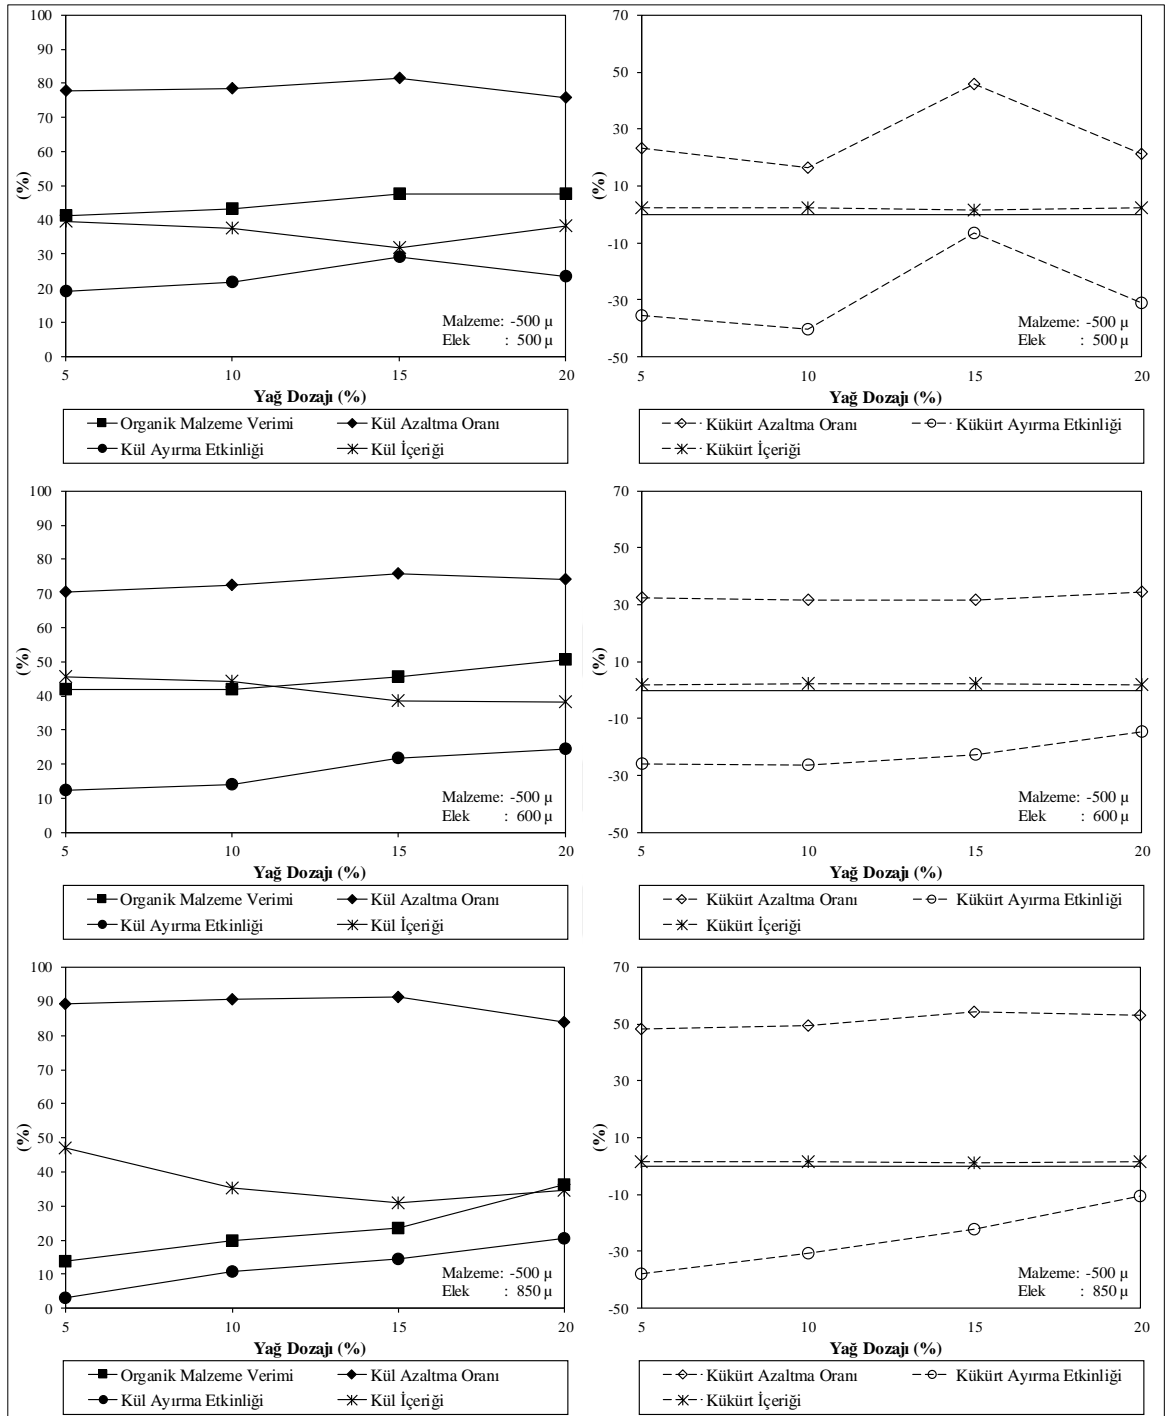 100
90
80
70
60
50
40
30
20
10
0
(%)
5 10 15 20
Yağ Dozajı (%)
Malzeme: -500 µ
Elek : 500 µ
Organik Malzeme Verimi Kül Azaltma Oranı
Kül Ayırma Etkinliği Kül İçeriği
70
50
30
10
-10
-30
-50
(%)
5 10 15 20
Yağ Dozajı (%)
Malzeme: -500 µ
Elek : 500 µ
Kükürt Azaltma Oranı Kükürt Ayırma Etkinliği
Kükürt İçeriği
100
90
80
70
60
50
40
30
20
10
0
(%)
5 10 15 20
Yağ Dozajı (%)
Malzeme: -500 µ
Elek : 600 µ
Organik Malzeme Verimi Kül Azaltma Oranı
Kül Ayırma Etkinliği Kül İçeriği
70
50
30
10
-10
-30
-50
(%)
5 10 15 20
Yağ Dozajı (%)
Malzeme: -500 µ
Elek : 600 µ
Kükürt Azaltma Oranı Kükürt Ayırma Etkinliği
Kükürt İçeriği
100
90
80
70
60
50
40
30
20
10
0
(%)
5 10 15 20
Yağ Dozajı (%)
Malzeme: -500 µ
Elek : 850 µ
Organik Malzeme Verimi Kül Azaltma Oranı
Kül Ayırma Etkinliği Kül İçeriği
70
50
30
10
-10
-30
-50
(%)
5 10 15 20
Yağ Dozajı (%)
Malzeme: -500 µ
Elek : 850 µ
Kükürt Azaltma Oranı Kükürt Ayırma Etkinliği
Kükürt İçeriği